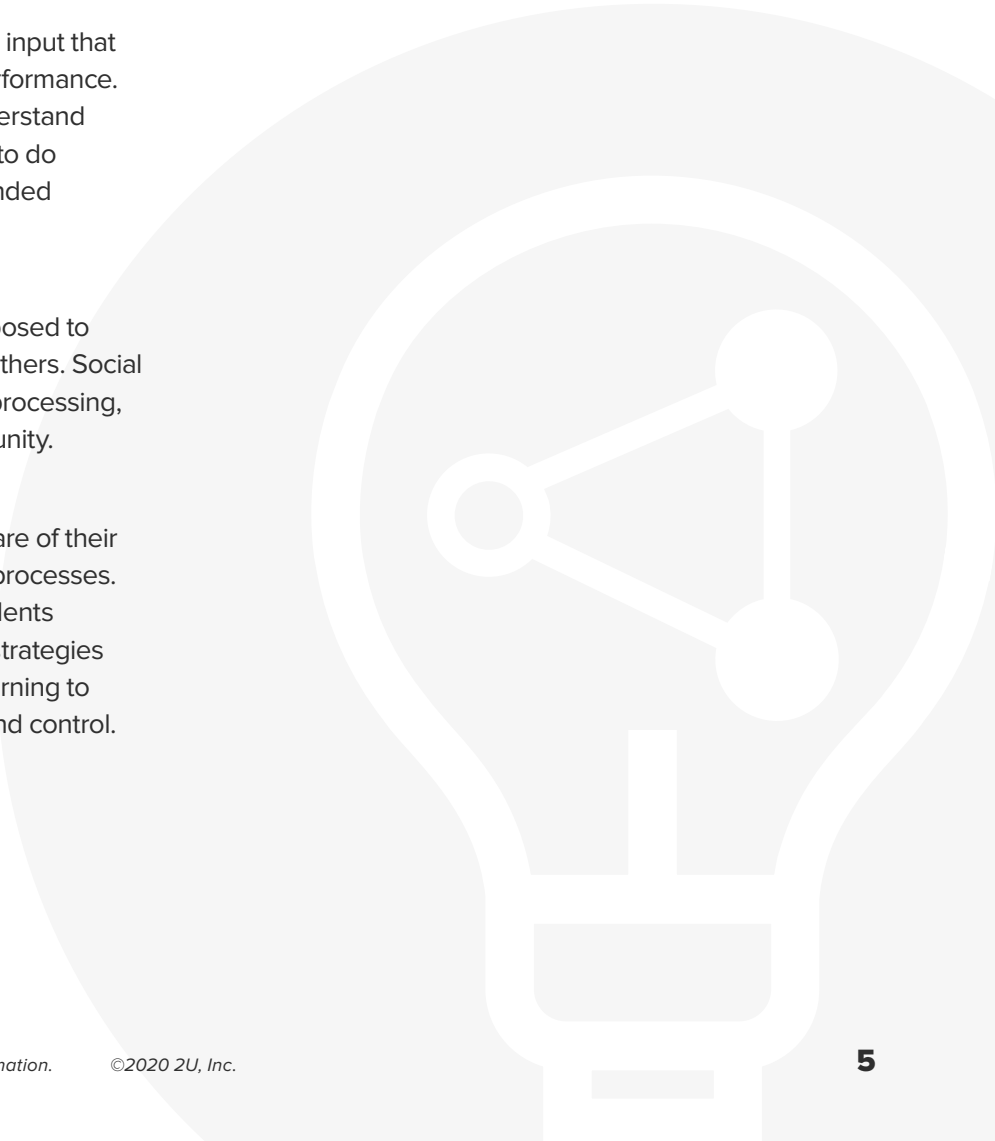 input that
formance.
erstand
to do
nded
posed to
thers. Social
processing,
unity.
are of their
processes.
dents
strategies
rning to
nd control.
nation.
©2020 2U, Inc.
5